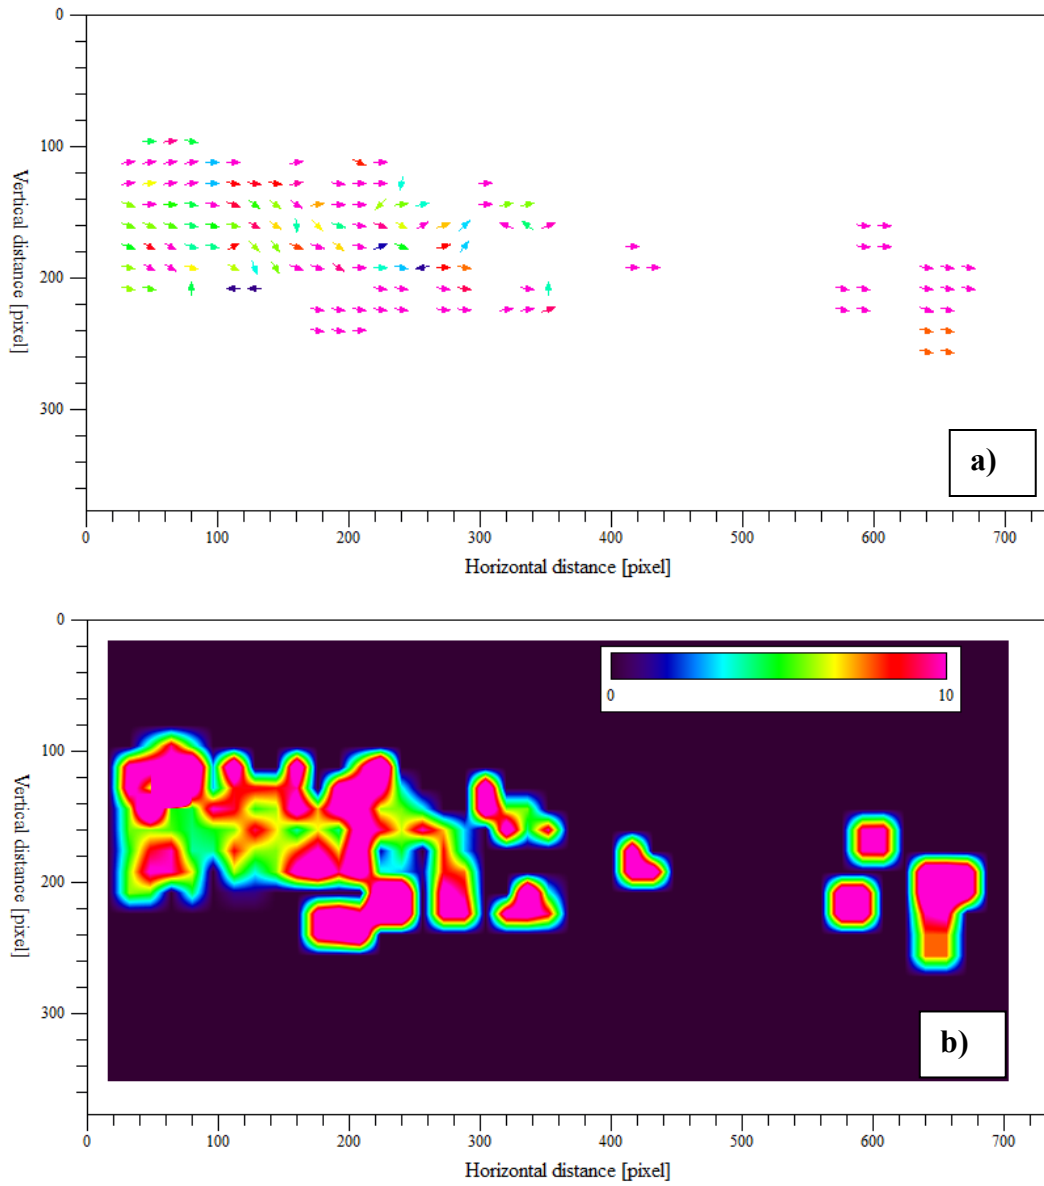 0
100
200
300
Vertical distance [pixel]
a)
0 100 200 300 400 500 600 700
Horizontal distance [pixel]
0
100
200
300
Vertical distance [pixel]
0 10
b)
0 100 200 300 400 500 600 700
Horizontal distance [pixel]